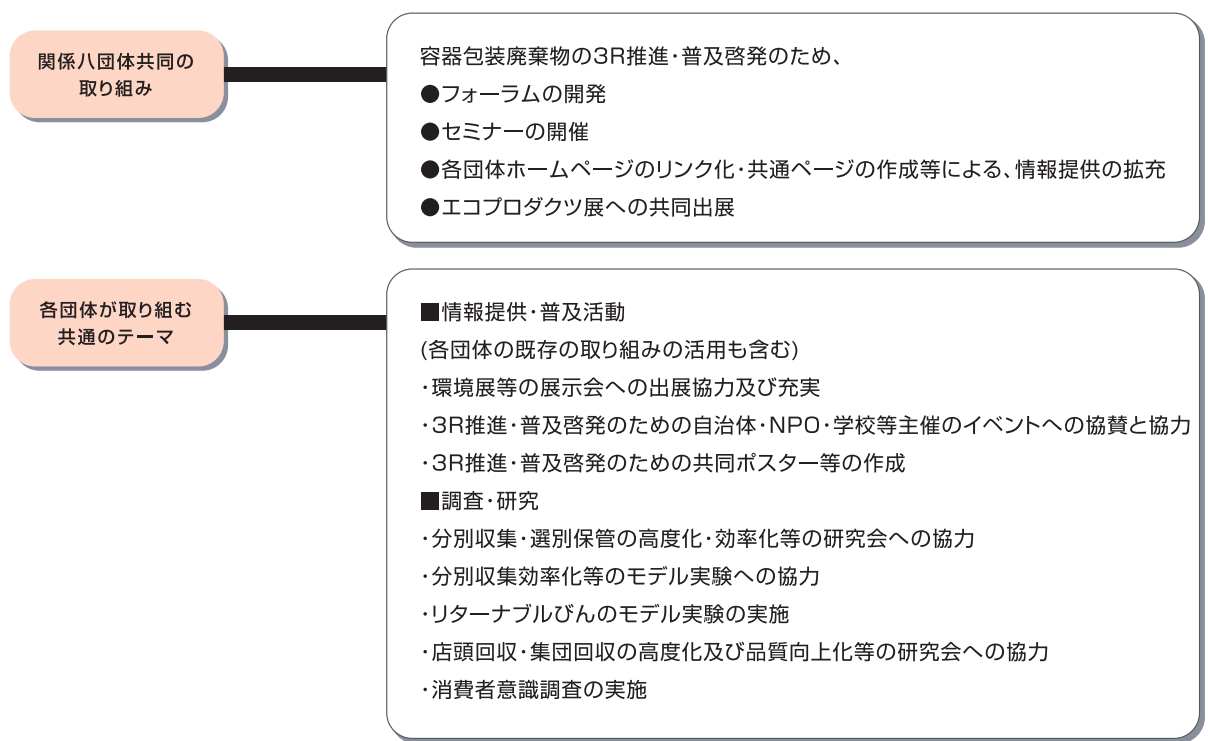 関係八団体共同の
取り組み
容器包装廃棄物の3R推進・普及啓発のため、
●フォーラムの開発
●セミナーの開催
●各団体ホームページのリンク化・共通ページの作成等による、情報提供の拡充
●エコプロダクツ展への共同出展
各団体が取り組む
共通のテーマ
■情報提供・普及活動
(各団体の既存の取り組みの活用も含む)
・環境展等の展示会への出展協力及び充実
・3R推進・普及啓発のための自治体・NPO・学校等主催のイベントへの協賛と協力
・3R推進・普及啓発のための共同ポスター等の作成
■調査・研究
・分別収集・選別保管の高度化・効率化等の研究会への協力
・分別収集効率化等のモデル実験への協力
・リターナブルびんのモデル実験の実施
・店頭回収・集団回収の高度化及び品質向上化等の研究会への協力
・消費者意識調査の実施